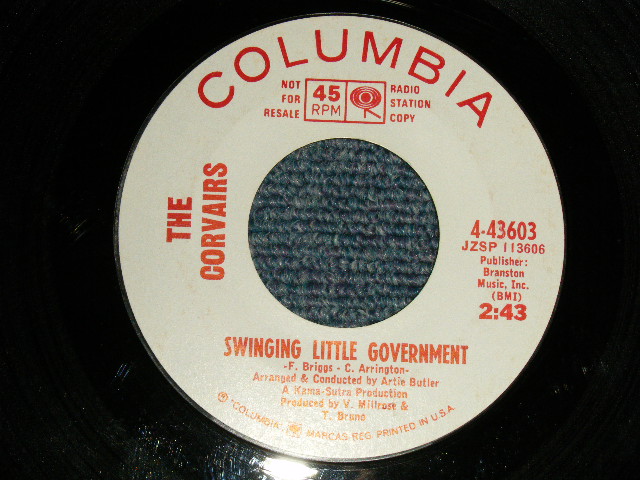 COLUMBIA
NOT
FOR
RESALE
45
RPM
RADIO
STATION
COPY
THE
CORVAIRS
4-43603
JZSP 113606
Publisher:
Branston
Music, Inc.
(BMI)
2:43
SWINGING LITTLE GOVERNMENT
-F. Briggs - C. Arrington-
Arranged & Conducted by Artie Butler
A Kama-Sutra Production
Produced by V. Millrose &
T. Bruno
"COLUMBIA", MARCAS REG. PRINTED IN U.S.A.